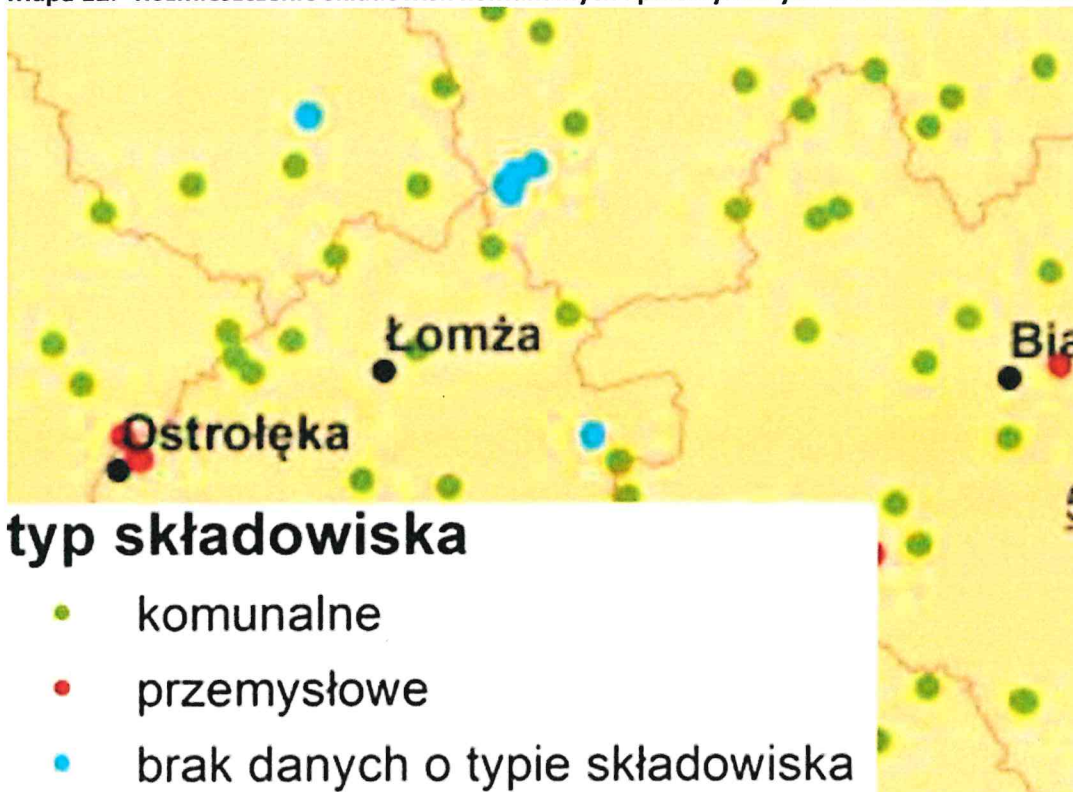 Łomża
Bia
Ostrołęka
typ składowiska
komunalne
przemysłowe
brak danych o typie składowiska